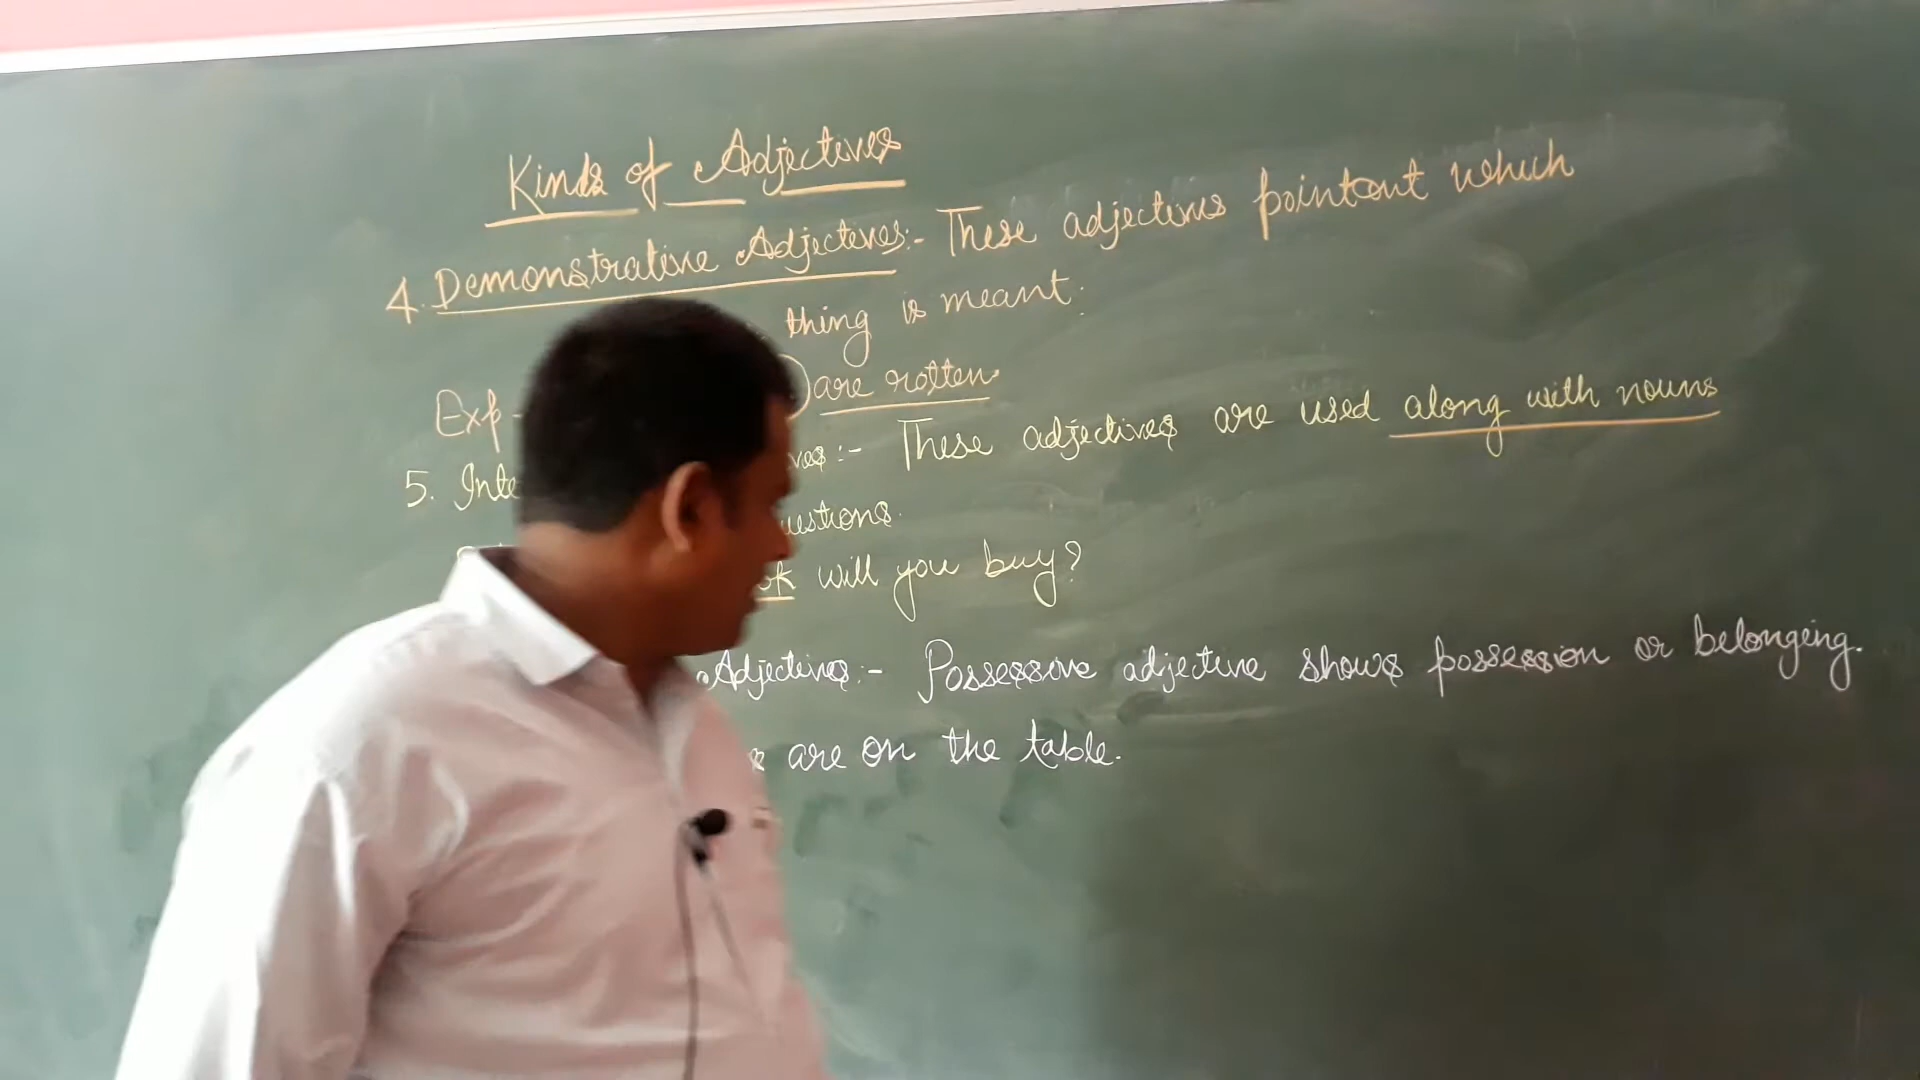 Kinds of Adjectives
4. Demonstrative Adjectives:- These adjectives pointout which
thing is meant.
Exp - are rotten
5. :- These adjectives are used along with nouns
will you buy?
Adjectives:- Possessive adjective shows possession or belonging.
are on the table.